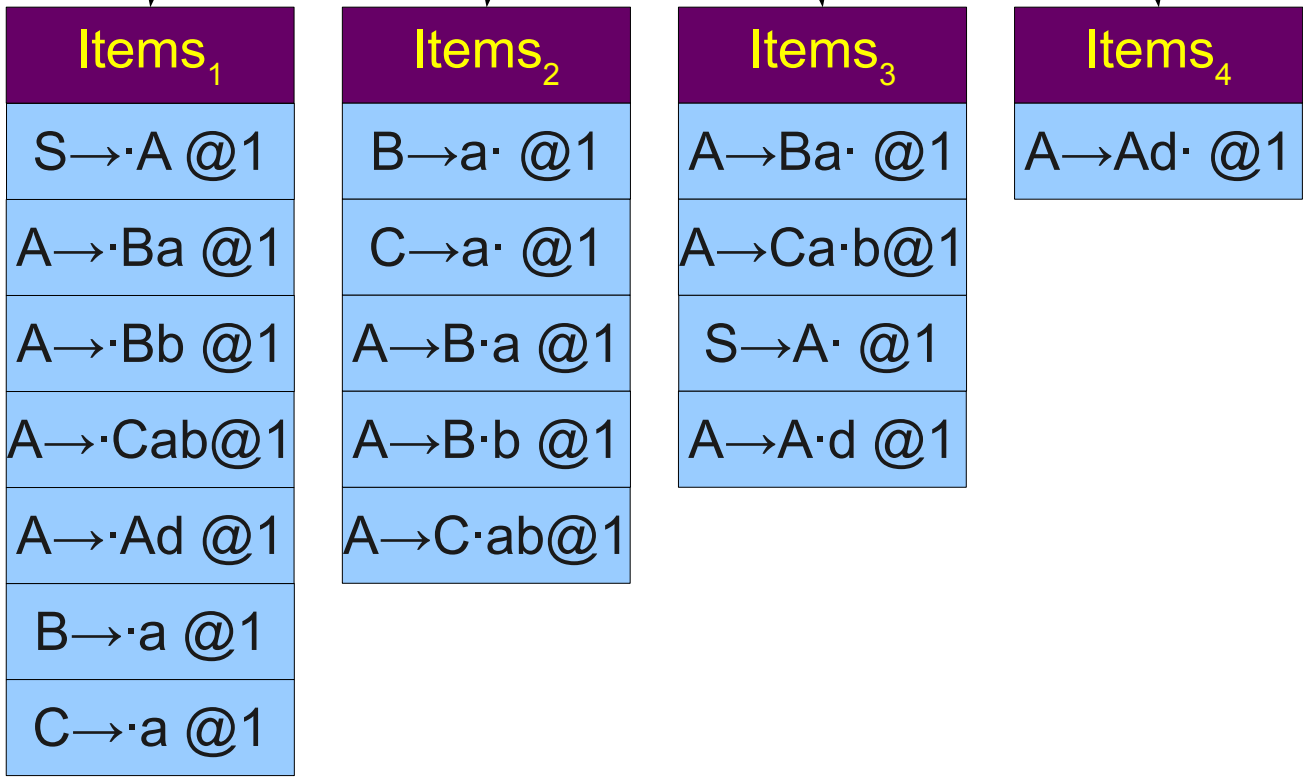 Items₁
S→·A @1
A→·Ba @1
A→·Bb @1
A→·Cab@1
A→·Ad @1
B→·a @1
C→·a @1
Items₂
B→a· @1
C→a· @1
A→B·a @1
A→B·b @1
A→C·ab@1
Items₃
A→Ba· @1
A→Ca·b@1
S→A· @1
A→A·d @1
Items₄
A→Ad· @1